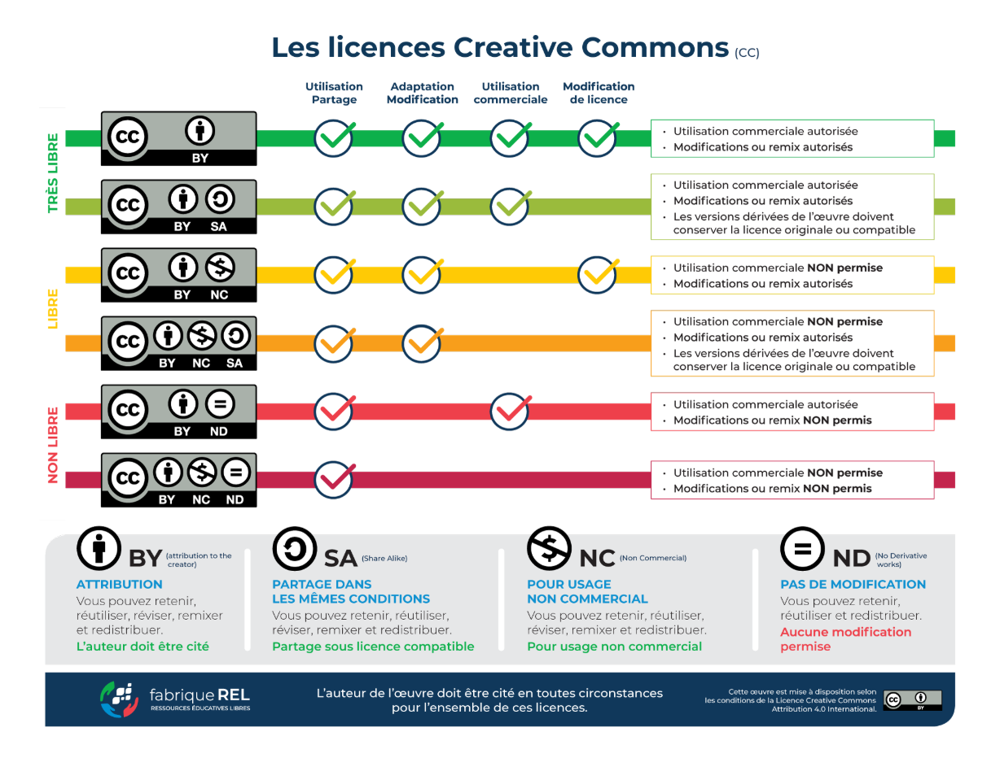 Les licences Creative Commons (CC)
Utilisation
Partage
Adaptation
Modification
Utilisation
commerciale
Modification
de licence
TRÈS LIBRE
cc
BY
• Utilisation commerciale autorisée
• Modifications ou remix autorisés
cc
BY SA
• Utilisation commerciale autorisée
• Modifications ou remix autorisés
• Les versions dérivées de l’œuvre doivent
conserver la licence originale ou compatible
LIBRE
cc
BY NC
• Utilisation commerciale NON permise
• Modifications ou remix autorisés
cc
BY NC SA
• Utilisation commerciale NON permise
• Modifications ou remix autorisés
• Les versions dérivées de l’œuvre doivent
conserver la licence originale ou compatible
NON LIBRE
cc
BY ND
• Utilisation commerciale autorisée
• Modifications ou remix NON permis
cc
BY NC ND
• Utilisation commerciale NON permise
• Modifications ou remix NON permis
BY (attribution to the
creator)
ATTRIBUTION
Vous pouvez retenir,
réutiliser, réviser, remixer
et redistribuer.
L’auteur doit être cité
SA (Share Alike)
PARTAGE DANS
LES MÊMES CONDITIONS
Vous pouvez retenir, réutiliser,
réviser, remixer et redistribuer.
Partage sous licence compatible
$
NC (Non Commercial)
POUR USAGE
NON COMMERCIAL
Vous pouvez retenir, réutiliser,
réviser, remixer et redistribuer.
Pour usage non commercial
=
ND (No Derivative
works)
PAS DE MODIFICATION
Vous pouvez retenir,
réutiliser et redistribuer.
Aucune modification
permise
fabrique REL
RESSOURCES ÉDUCATIVES LIBRES
L’auteur de l’œuvre doit être cité en toutes circonstances
pour l’ensemble de ces licences.
Cette œuvre est mise à disposition selon
les conditions de la Licence Creative Commons
Attribution 4.0 International.
cc
BY